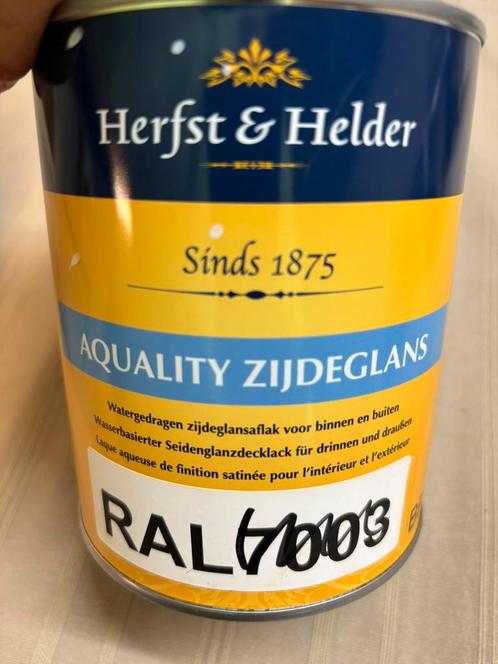 Herfst & Helder
Sinds 1875
AQUALITY ZIJDEGLANS
Watergedragen zijdeglansaflak voor binnen en buiten
Wasserbasierter Seidenglanzdecklack für drinnen und draußen
Laque aqueuse de finition satinée pour l'intérieur et l'extérieur
RAL 7003